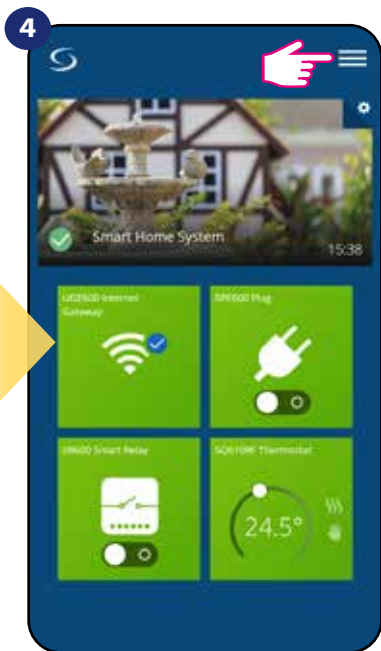 4
Smart Home System
15:38
UGE600 Internet
Gateway
SPE600 Plug
SR600 Smart Relay
SQ610RF Thermostat
24.5°